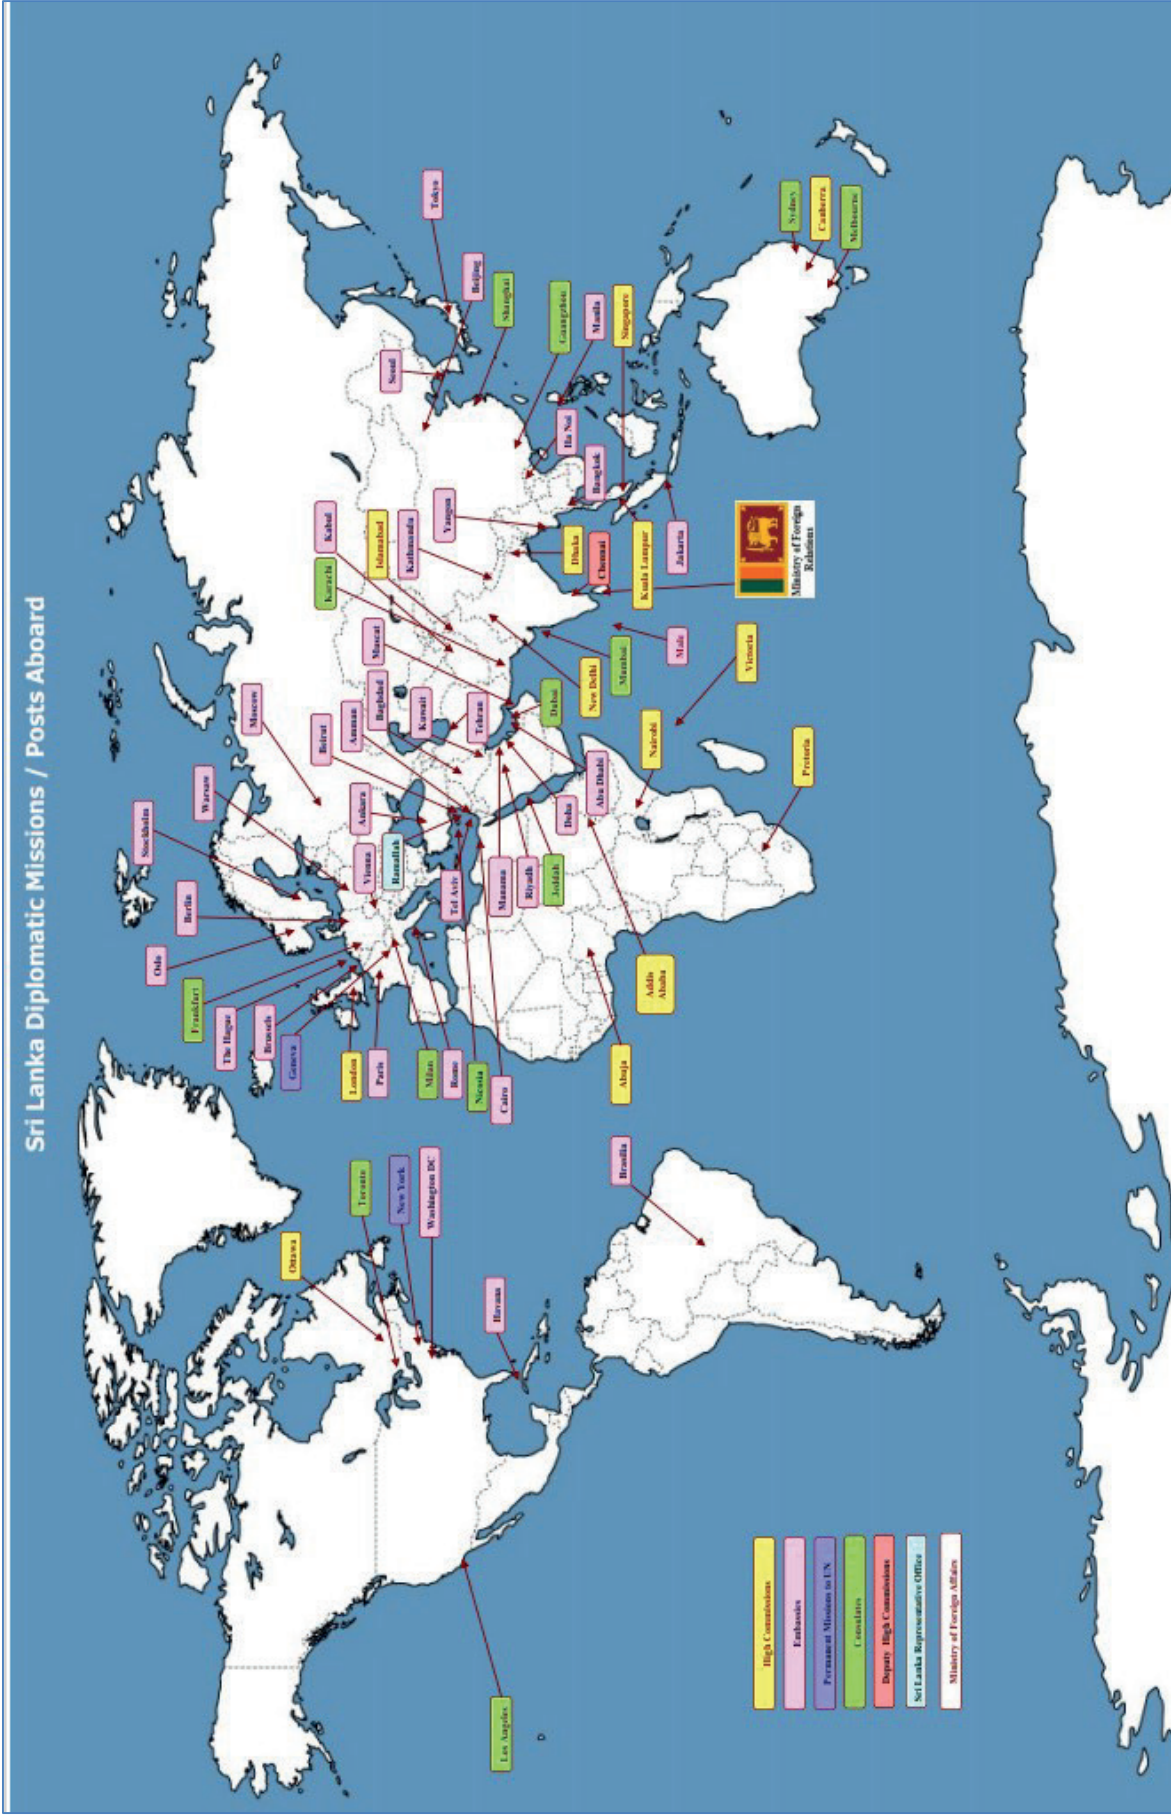 Sri Lanka Diplomatic Missions / Posts Aboard
Stockholm
Oslo
Berlin
Warsaw
Frankfurt
The Hague
Moscow
Brussels
Geneva
Ottawa
Beirut
Karachi
Kabul
London
Amman
Toronto
Ankara
Vienna
Paris
Baghdad
Muscat
Islamabad
Seoul
Ramallah
New York
Kathmandu
Kuwait
Milan
Washington DC
Tokyo
Rome
Tel Aviv
Yangon
Nicosia
Tehran
Beijing
Havana
Cairo
Manama
Shanghai
Los Angeles
Riyadh
Jeddah
Dubai
Guangzhou
Doha
Ha Noi
Dhaka
New Delhi
Manila
Abu Dhabi
Chennai
Bangkok
Brasilia
Abuja
Mumbai
Singapore
Kuala Lumpur
Nairobi
Addis
Ababa
Male
Jakarta
Victoria
Pretoria
Sydney
Canberra
Melbourne
Ministry of Foreign
Relations
High Commissions
Embassies
Permanent Missions to UN
Consulates
Deputy High Commissions
Sri Lanka Representative Office
Ministry of Foreign Affairs